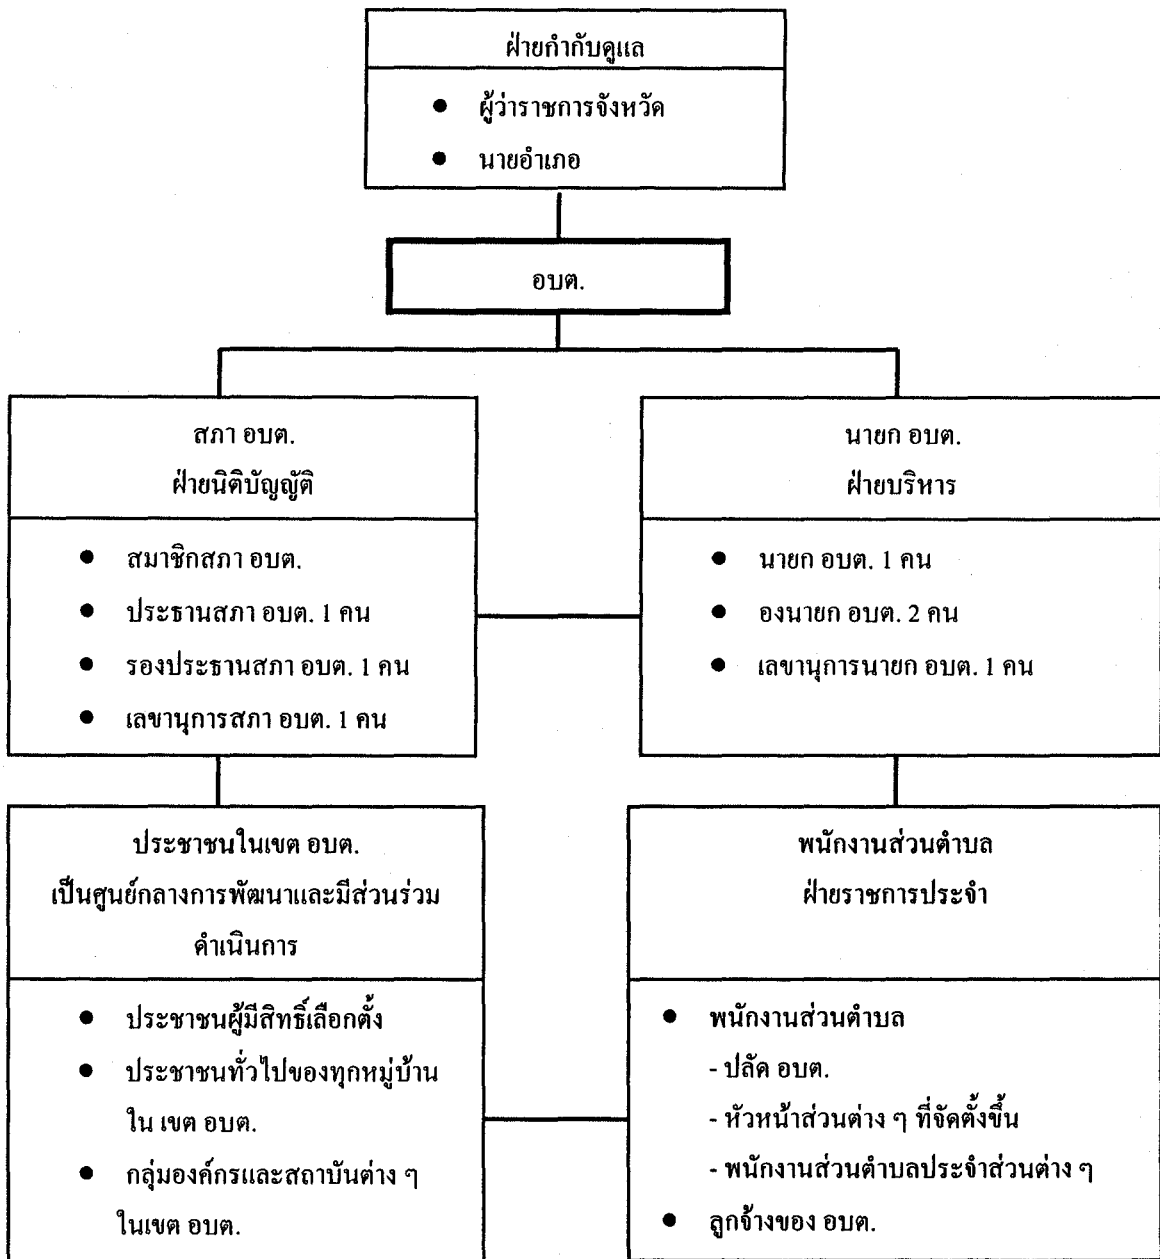 ฝ่ายกำกับดูแล
● ผู้ว่าราชการจังหวัด
● นายอำเภอ
อบต.
สภา อบต.
ฝ่ายนิติบัญญัติ
● สมาชิกสภา อบต.
● ประธานสภา อบต. 1 คน
● รองประธานสภา อบต. 1 คน
● เลขานุการสภา อบต. 1 คน
นายก อบต.
ฝ่ายบริหาร
● นายก อบต. 1 คน
● องนายก อบต. 2 คน
● เลขานุการนายก อบต. 1 คน
ประชาชนในเขต อบต.
เป็นศูนย์กลางการพัฒนาและมีส่วนร่วม
ดำเนินการ
● ประชาชนผู้มีสิทธิ์เลือกตั้ง
● ประชาชนทั่วไปของทุกหมู่บ้าน
ใน เขต อบต.
● กลุ่มองค์กรและสถาบันต่าง ๆ
ในเขต อบต.
พนักงานส่วนตำบล
ฝ่ายราชการประจำ
● พนักงานส่วนตำบล
- ปลัด อบต.
- หัวหน้าส่วนต่าง ๆ ที่จัดตั้งขึ้น
- พนักงานส่วนตำบลประจำส่วนต่าง ๆ
● ลูกจ้างของ อบต.